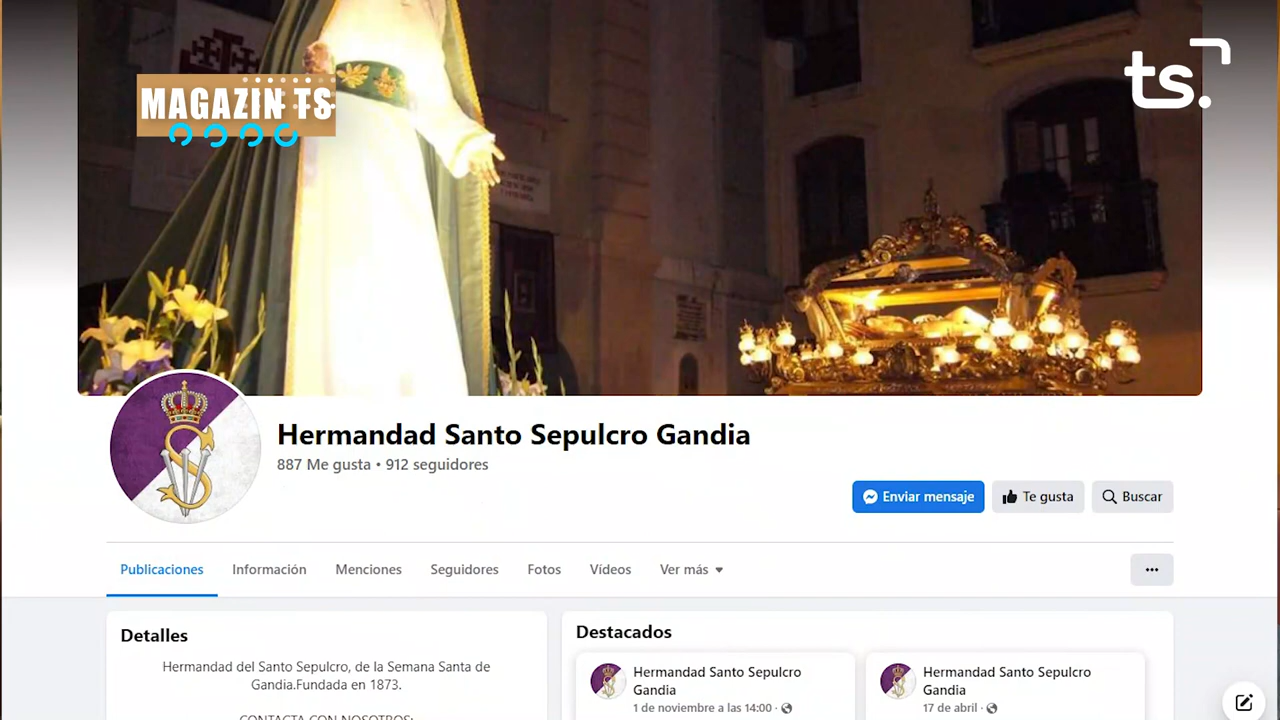 MAGAZIN TS
ts.
Hermandad Santo Sepulcro Gandia
887 Me gusta • 912 seguidores
Enviar mensaje
Te gusta
Buscar
Publicaciones
Información
Menciones
Seguidores
Fotos
Videos
Ver más
Detalles
Hermandad del Santo Sepulcro, de la Semana Santa de
Gandia.Fundada en 1873.
CONTACTA CON NOSOTROS:
Destacados
Hermandad Santo Sepulcro
Gandia
1 de noviembre a las 14:00 ·
Hermandad Santo Sepulcro
Gandia
17 de abril ·